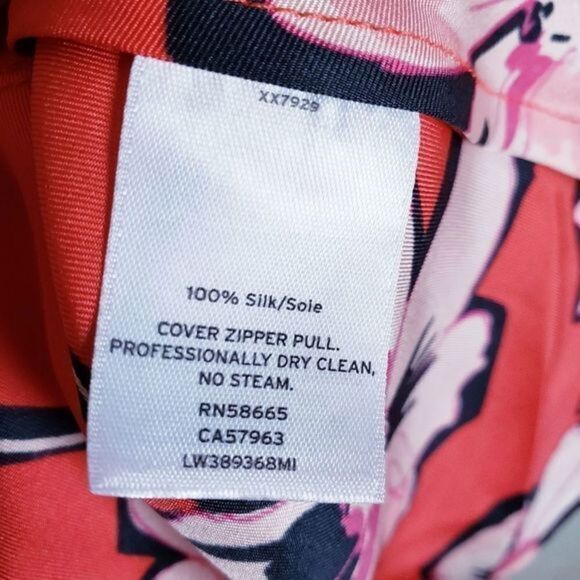 XX7929
100% Silk/Soie
COVER ZIPPER PULL.
PROFESSIONALLY DRY CLEAN,
NO STEAM.
RN58665
CA57963
LW389368MI